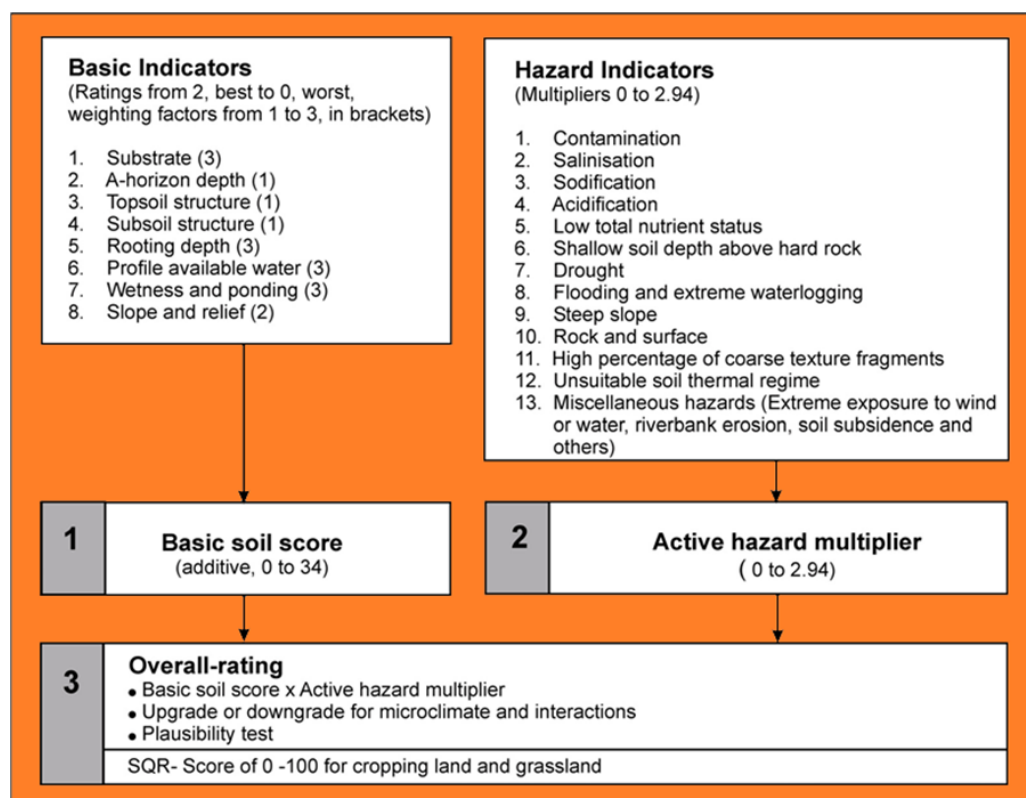 Basic Indicators
(Ratings from 2, best to 0, worst,
weighting factors from 1 to 3, in brackets)
1. Substrate (3)
2. A-horizon depth (1)
3. Topsoil structure (1)
4. Subsoil structure (1)
5. Rooting depth (3)
6. Profile available water (3)
7. Wetness and ponding (3)
8. Slope and relief (2)
Hazard Indicators
(Multipliers 0 to 2.94)
1. Contamination
2. Salinisation
3. Sodification
4. Acidification
5. Low total nutrient status
6. Shallow soil depth above hard rock
7. Drought
8. Flooding and extreme waterlogging
9. Steep slope
10. Rock and surface
11. High percentage of coarse texture fragments
12. Unsuitable soil thermal regime
13. Miscellaneous hazards (Extreme exposure to wind
or water, riverbank erosion, soil subsidence and
others)
1
Basic soil score
(additive, 0 to 34)
2
Active hazard multiplier
( 0 to 2.94)
3
Overall-rating
• Basic soil score x Active hazard multiplier
• Upgrade or downgrade for microclimate and interactions
• Plausibility test
SQR- Score of 0 -100 for cropping land and grassland